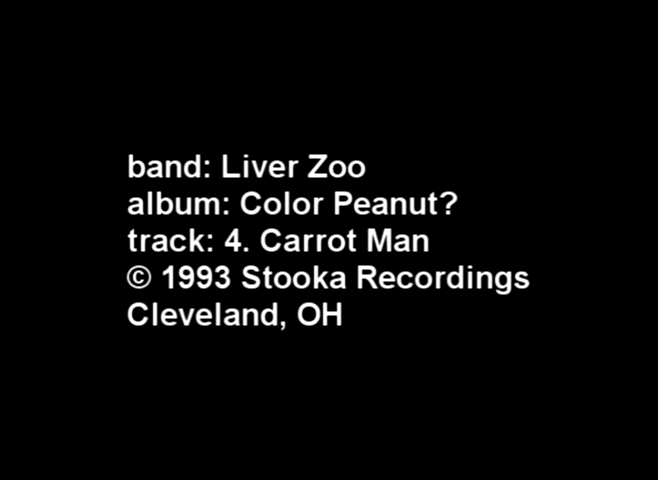 band: Liver Zoo
album: Color Peanut?
track: 4. Carrot Man
© 1993 Stooka Recordings
Cleveland, OH